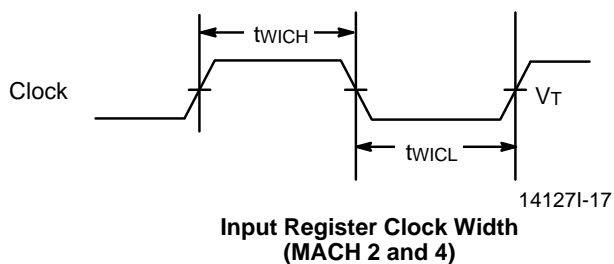 tWICH
Clock
VT
tWICL
14127I-17
Input Register Clock Width
(MACH 2 and 4)